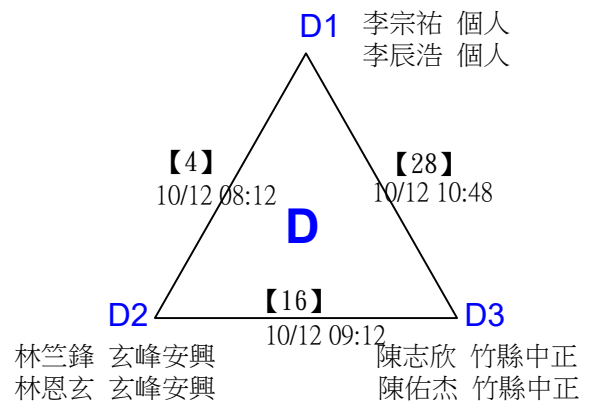 D1 李宗祐 個人
李辰浩 個人
【4】
10/12 08:12
【28】
10/12 10:48
D
【16】
10/12 09:12
D2
D3
林竺鋒 玄峰安興
林恩玄 玄峰安興
陳志欣 竹縣中正
陳佑杰 竹縣中正